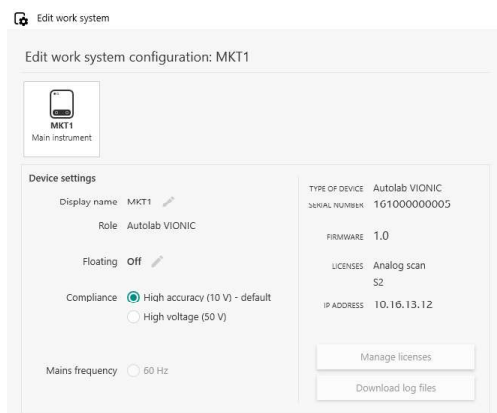 Edit work system
Edit work system configuration: MKT1
MKT1
Main instrument
Device settings
Display name MKT1
Role Autolab VIONIC
Floating Off
Compliance High accuracy (10 V) - default
High voltage (50 V)
Mains frequency 60 Hz
TYPE OF DEVICE Autolab VIONIC
SERIAL NUMBER 161000000005
FIRMWARE 1.0
LICENSES Analog scan
S2
IP ADDRESS 10.16.13.12
Manage licenses
Download log files